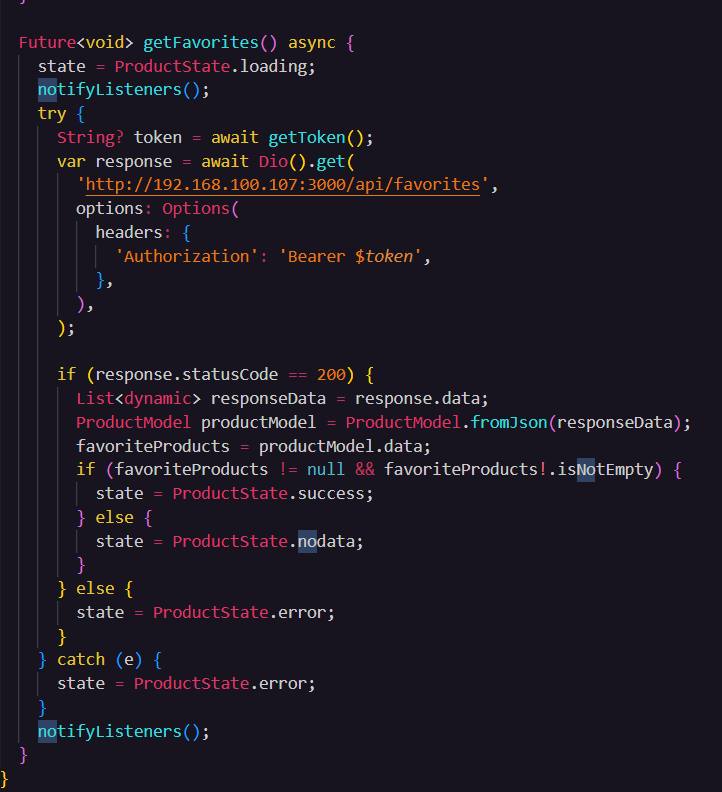 }
Future<void> getFavorites() async {
state = ProductState.loading;
notifyListeners();
try {
String? token = await getToken();
var response = await Dio().get(
'http://192.168.100.107:3000/api/favorites',
options: Options(
headers: {
'Authorization': 'Bearer $token',
},
),
);
if (response.statusCode == 200) {
List<dynamic> responseData = response.data;
ProductModel productModel = ProductModel.fromJson(responseData);
favoriteProducts = productModel.data;
if (favoriteProducts != null && favoriteProducts!.isNotEmpty) {
state = ProductState.success;
} else {
state = ProductState.nodata;
}
} else {
state = ProductState.error;
}
} catch (e) {
state = ProductState.error;
}
notifyListeners();
}
}